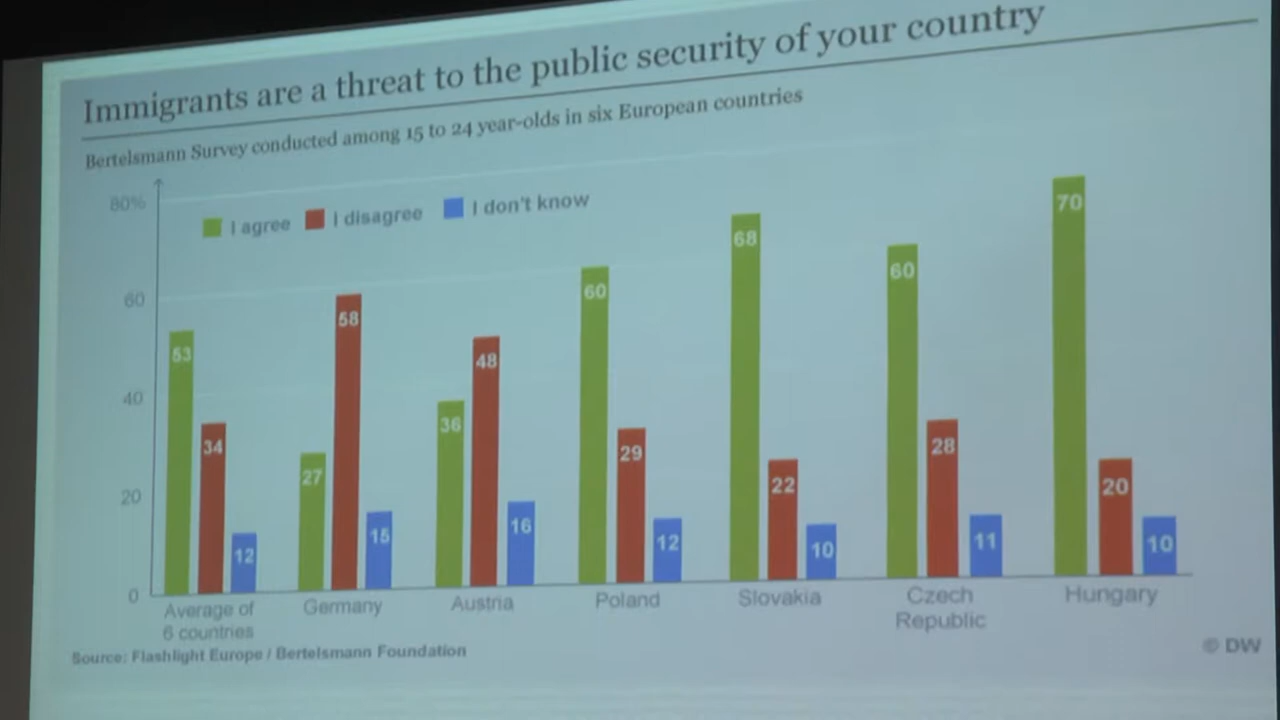 Immigrants are a threat to the public security of your country
Bertelsmann Survey conducted among 15 to 24 year-olds in six European countries
80%
I agree I disagree I don't know
60
40
20
0
53 34 12
27 58 15
36 48 16
60 29 12
68 22 10
60 28 11
70 20 10
Average of
6 countries
Germany
Austria
Poland
Slovakia
Czech
Republic
Hungary
Source: Flashlight Europe / Bertelsmann Foundation
© DW